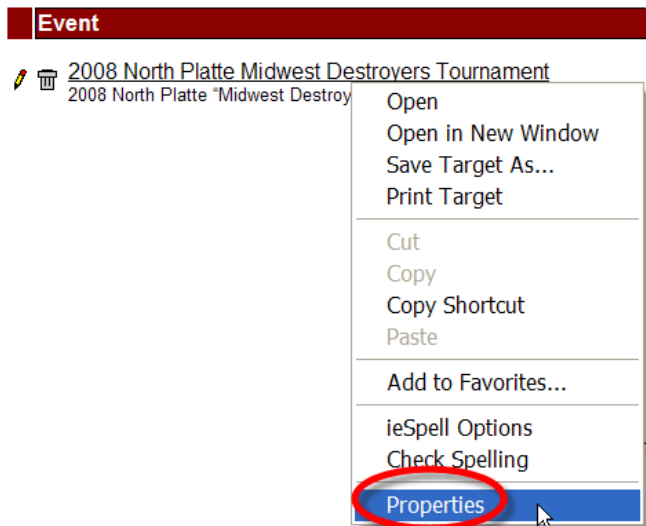 Event
2008 North Platte Midwest Destroyers Tournament
2008 North Platte “Midwest Destroy
Open
Open in New Window
Save Target As...
Print Target
Cut
Copy
Copy Shortcut
Paste
Add to Favorites...
ieSpell Options
Check Spelling
Properties